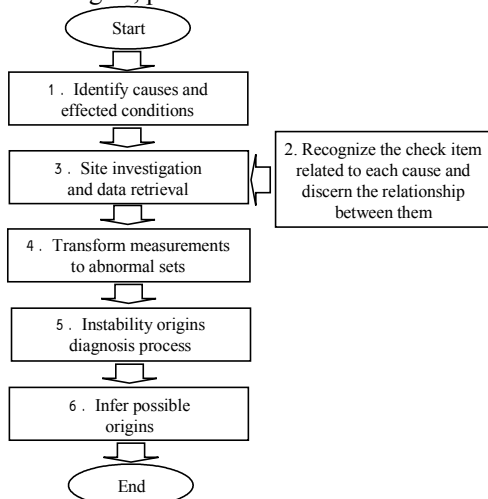 Start
1. Identify causes and
effected conditions
2. Recognize the check item
related to each cause and
discern the relationship
between them
3. Site investigation
and data retrieval
4. Transform measurements
to abnormal sets
5. Instability origins
diagnosis process
6. Infer possible
origins
End